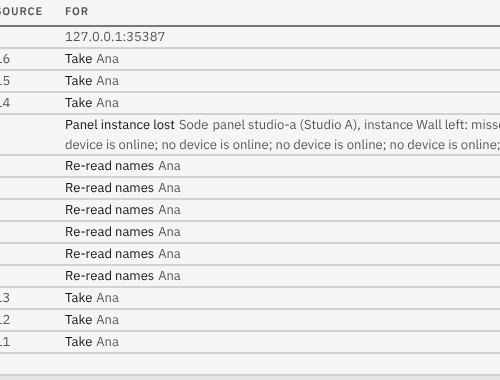 SOURCE FOR
127.0.0.1:35387
16 Take Ana
15 Take Ana
14 Take Ana
Panel instance lost Sode panel studio-a (Studio A), instance Wall left:
device is online; no device is online; no device is online; no device is online;
Re-read names Ana
Re-read names Ana
Re-read names Ana
Re-read names Ana
Re-read names Ana
Re-read names Ana
13 Take Ana
12 Take Ana
11 Take Ana